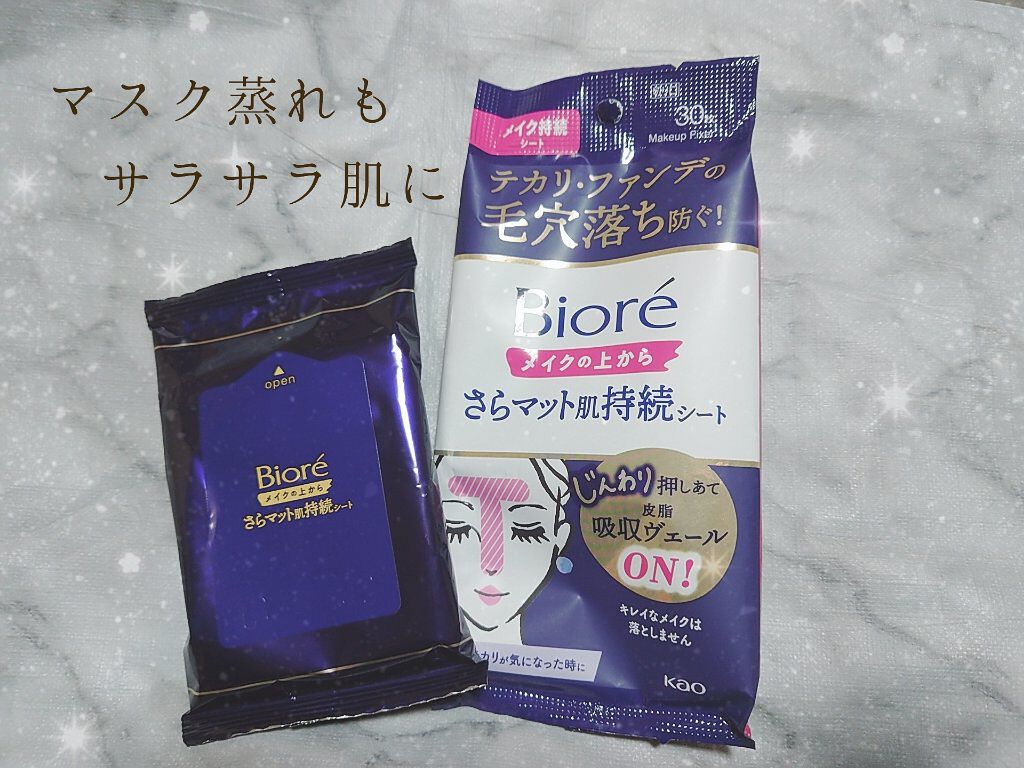 マスク蒸れも
サラサラ肌に
メイク持続
シート
30枚
Makeup Pixel
テカリ・ファンデの
毛穴落ち防ぐ!
Bioré
メイクの上から
さらマット肌持続シート
じんわり押しあて
皮脂
吸収ヴェール
ON!
キレイなメイクは
落としません
カリが気になった時に
Kao
open
Bioré
メイクの上から
さらマット肌持続シート